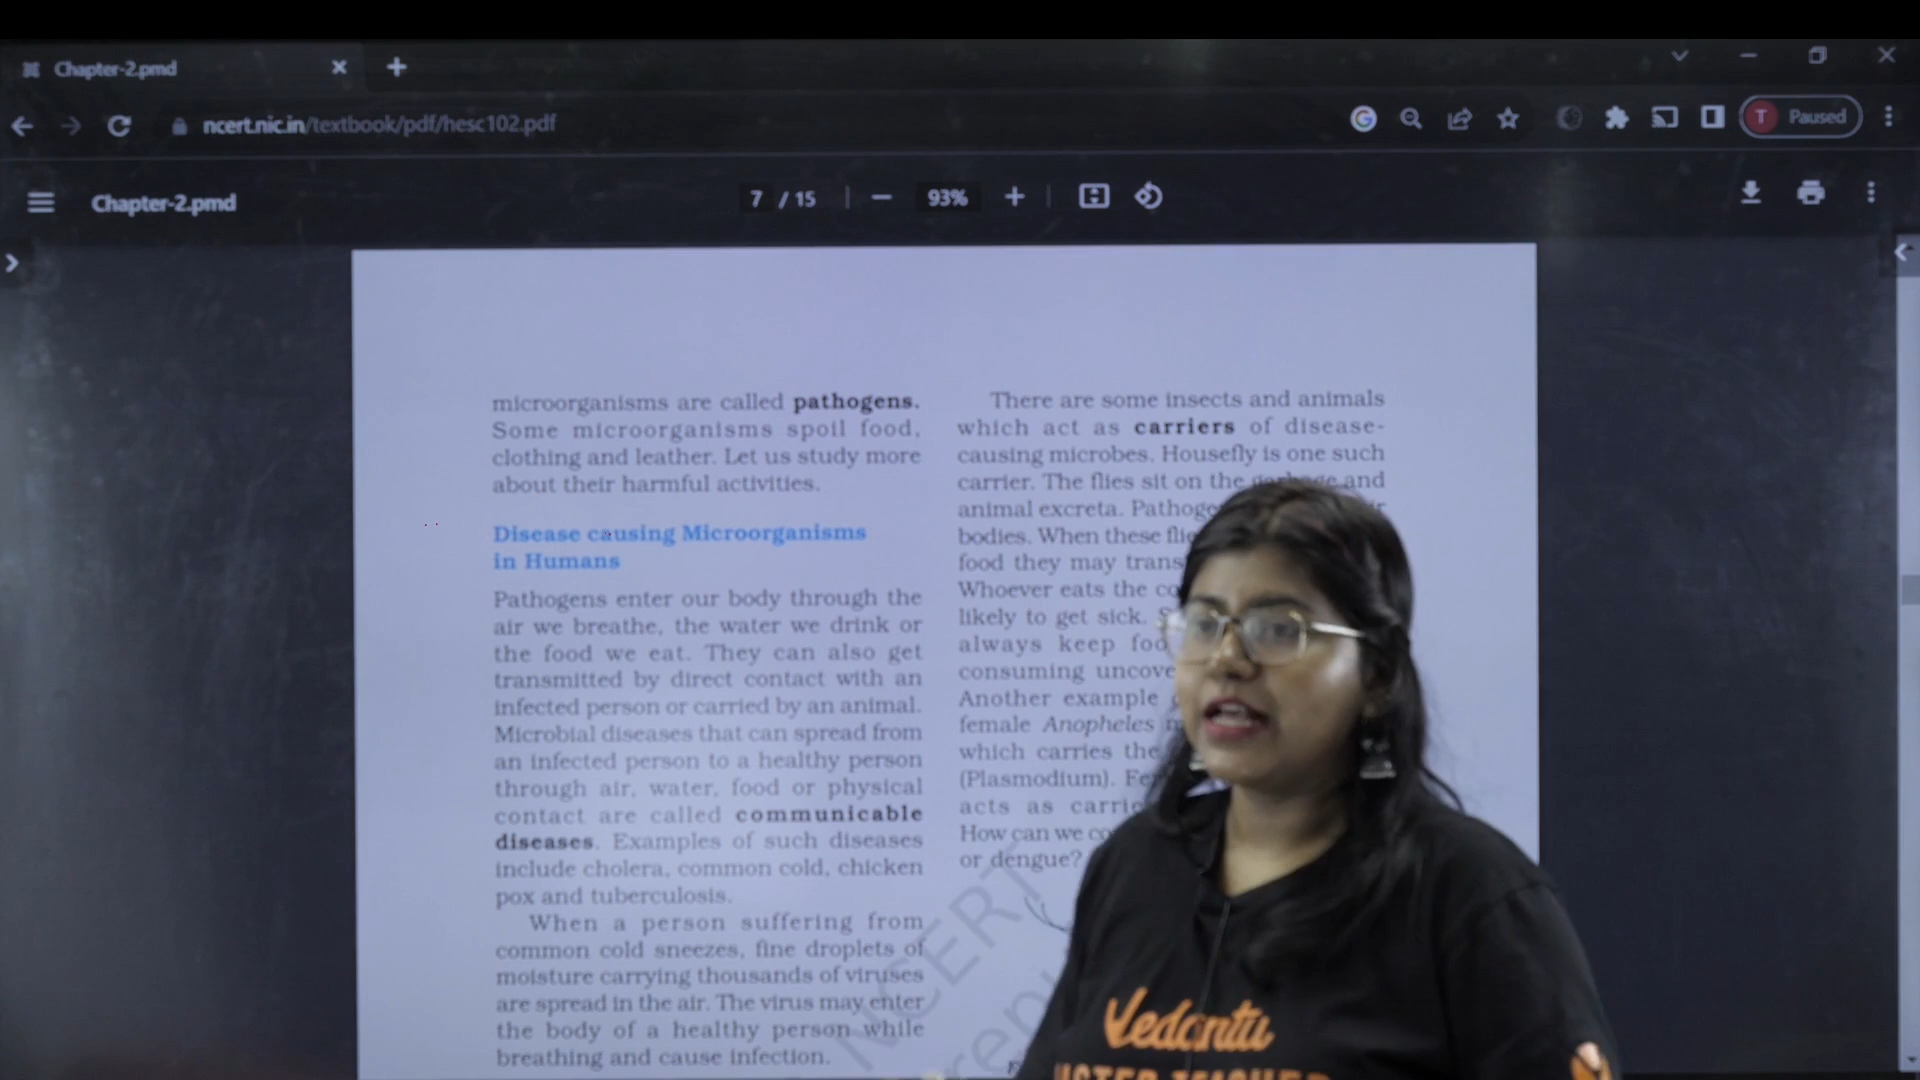 Chapter-2.pmd
ncert.nic.in/textbook/pdf/hesc102.pdf
T Paused
Chapter-2.pmd
7 / 15
93%
microorganisms are called pathogens.
Some microorganisms spoil food,
clothing and leather. Let us study more
about their harmful activities.
Disease causing Microorganisms
in Humans
Pathogens enter our body through the
air we breathe, the water we drink or
the food we eat. They can also get
transmitted by direct contact with an
infected person or carried by an animal.
Microbial diseases that can spread from
an infected person to a healthy person
through air, water, food or physical
contact are called communicable
diseases. Examples of such diseases
include cholera, common cold, chicken
pox and tuberculosis.
When a person suffering from
common cold sneezes, fine droplets of
moisture carrying thousands of viruses
are spread in the air. The virus may enter
the body of a healthy person while
breathing and cause infection.
There are some insects and animals
which act as carriers of disease-
causing microbes. Housefly is one such
carrier. The flies sit on the garbage and
animal excreta.
bodies. When these
food they may
Whoever eats the
likely to get sick.
always keep
consuming
Another example
female Anopheles
which carries the
(Plasmodium).
acts as
How can we
or dengue?
NCERT
Vedantu